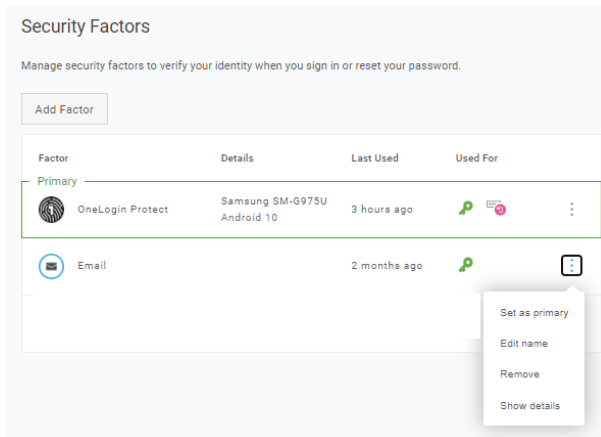 Security Factors
Manage security factors to verify your identity when you sign in or reset your password.
Add Factor
Factor Details Last Used Used For
Primary
OneLogin Protect Samsung SM-G975U 3 hours ago
Android 10
Email 2 months ago
Set as primary
Edit name
Remove
Show details